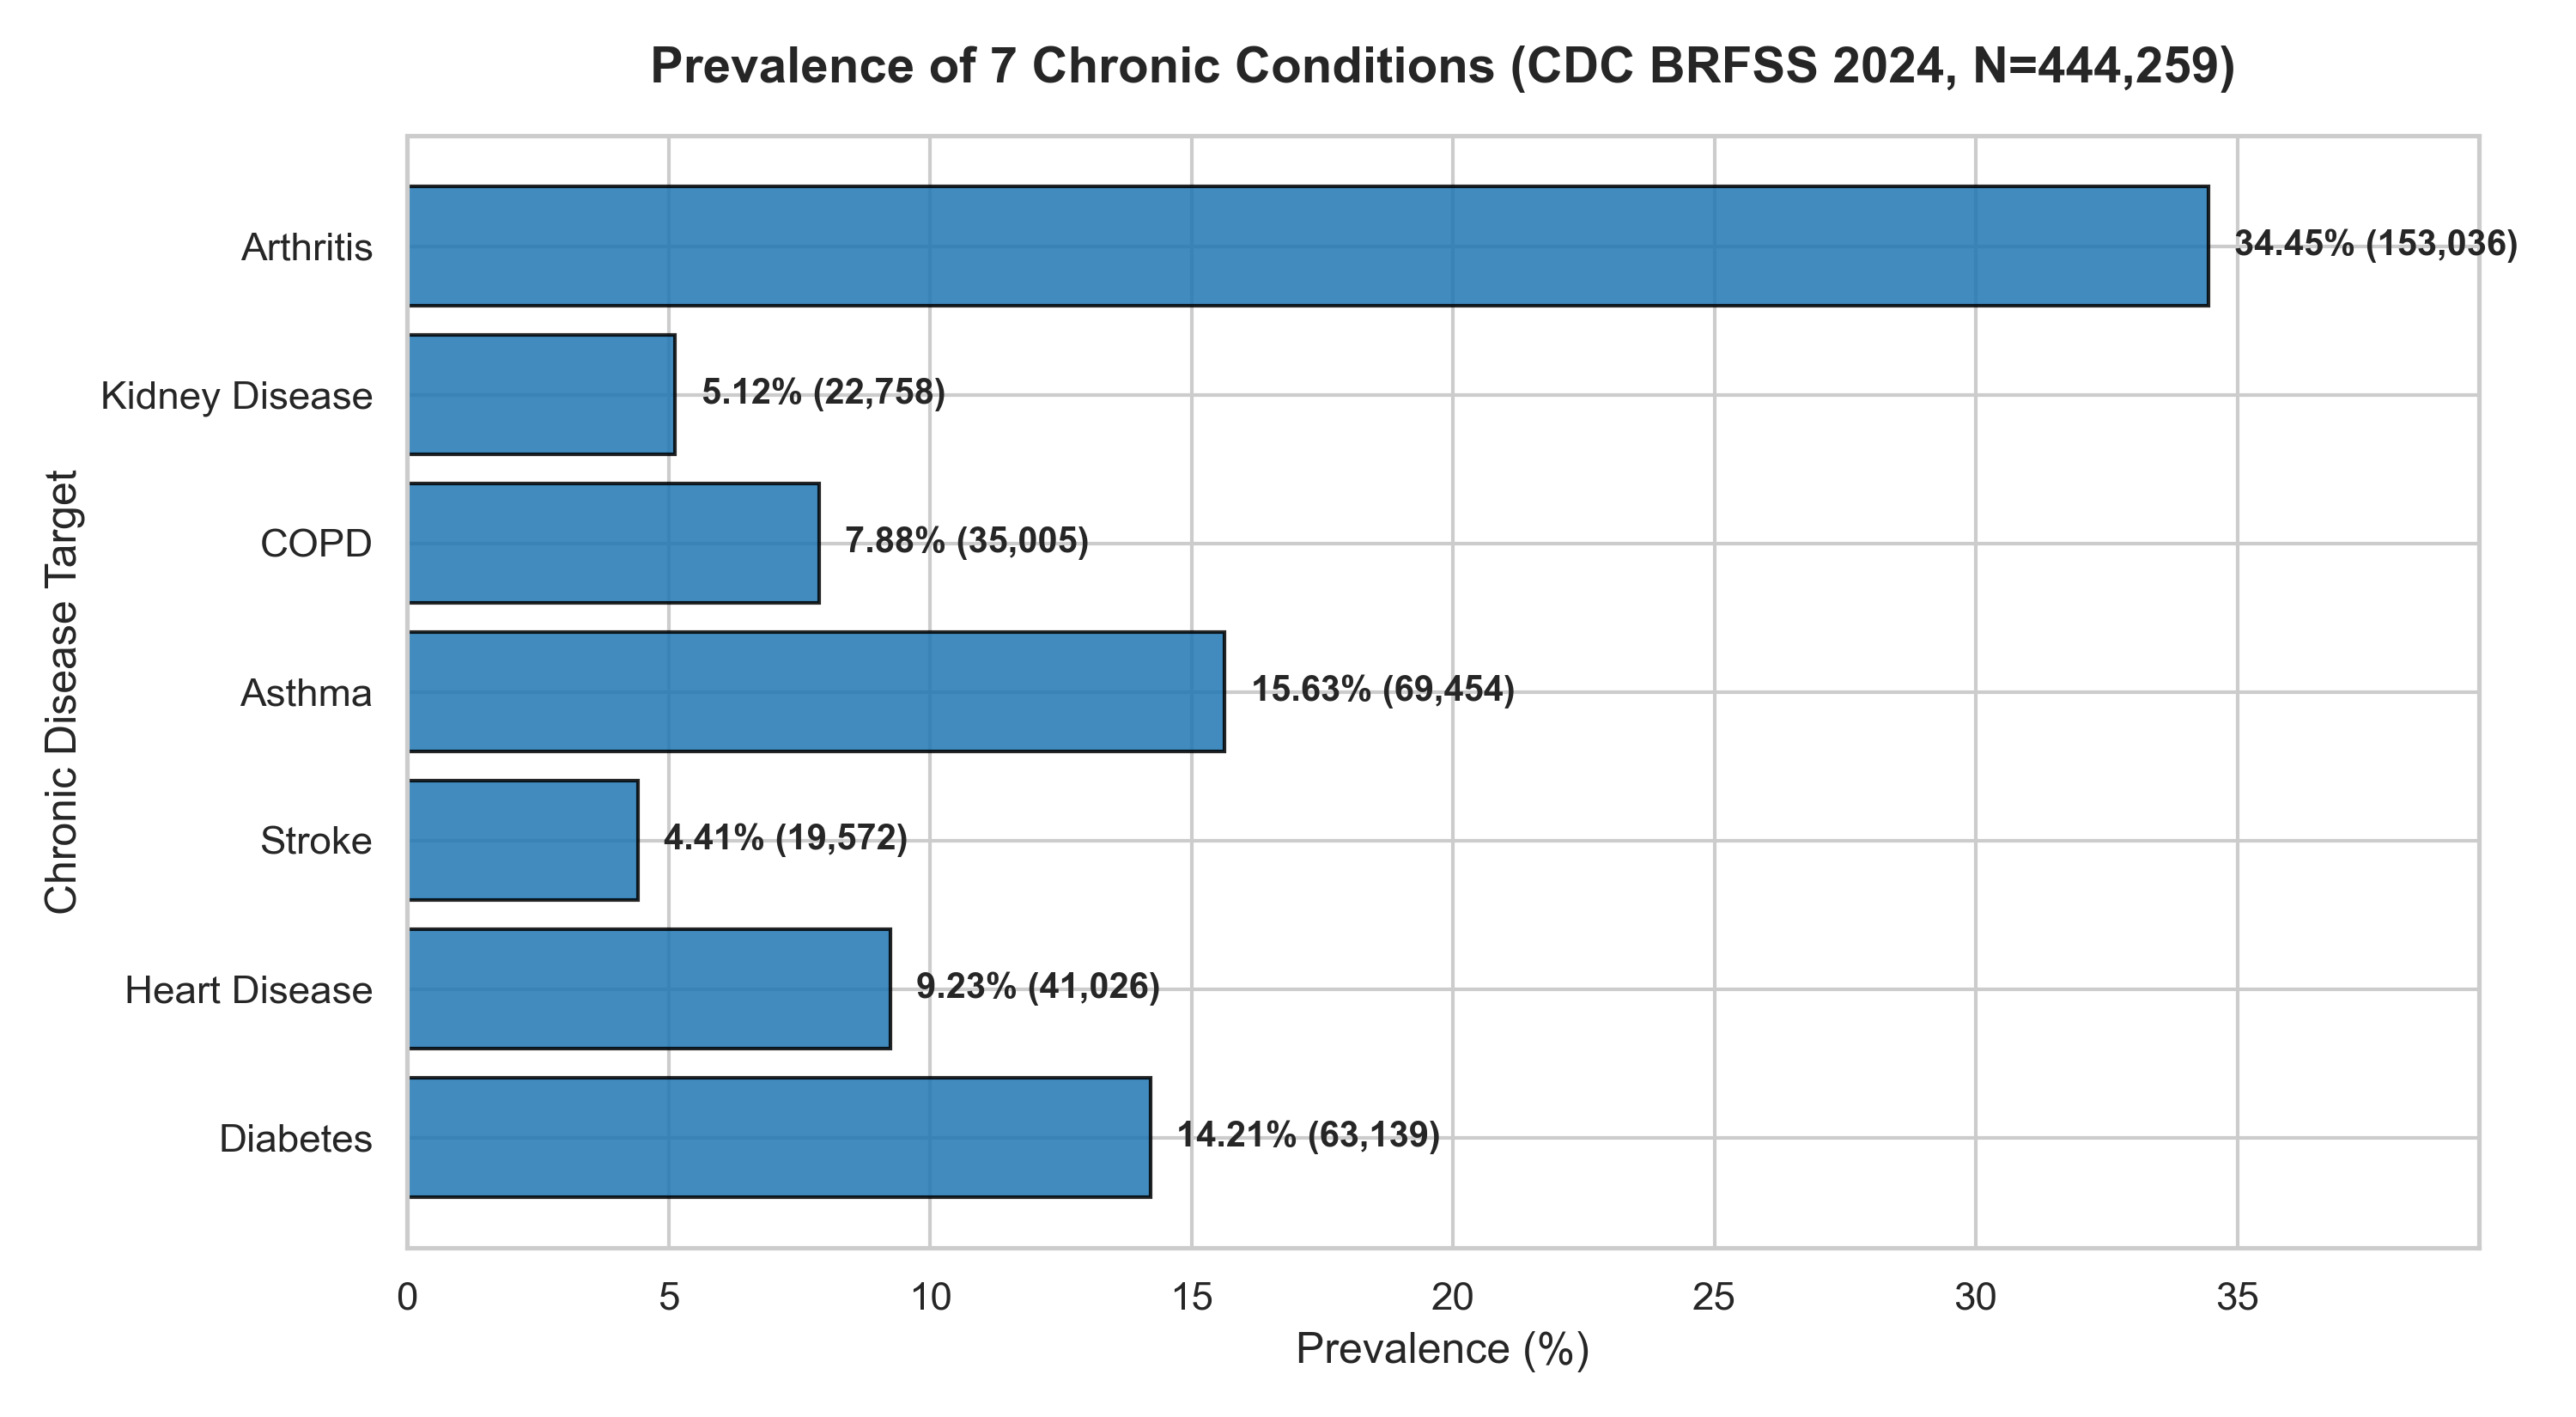 Prevalence of 7 Chronic Conditions (CDC BRFSS 2024, N=444,259)
Chronic Disease Target
Arthritis 34.45% (153,036)
Kidney Disease 5.12% (22,758)
COPD 7.88% (35,005)
Asthma 15.63% (69,454)
Stroke 4.41% (19,572)
Heart Disease 9.23% (41,026)
Diabetes 14.21% (63,139)
0 5 10 15 20 25 30 35
Prevalence (%)